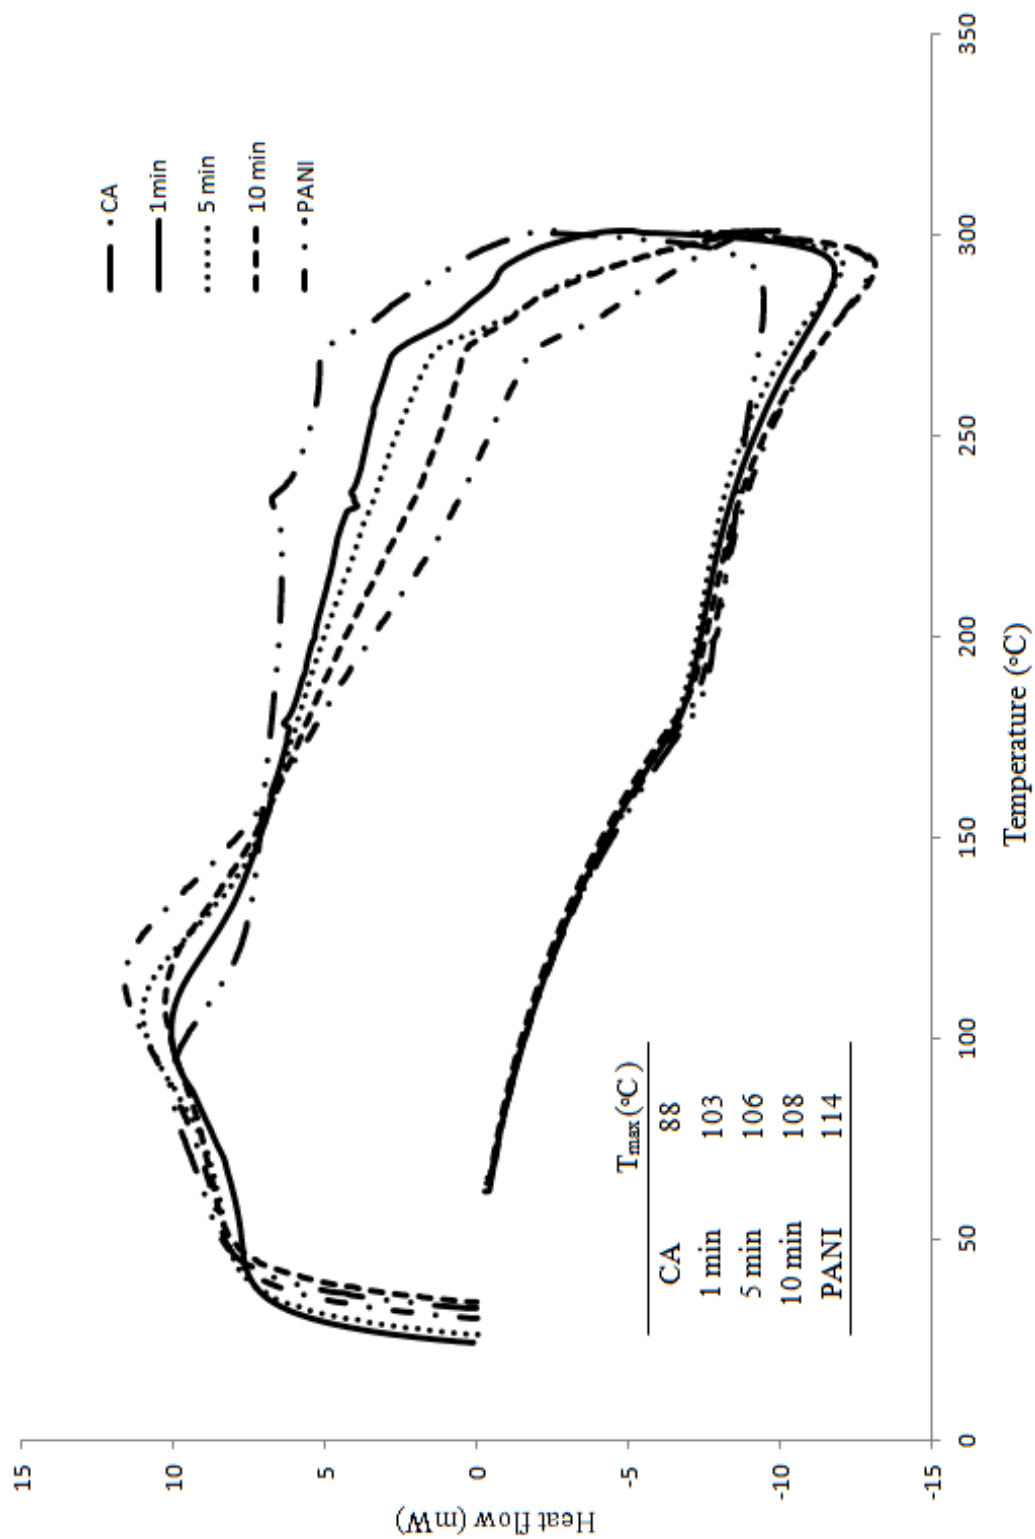 15
10
5
0
-5
-10
-15
Heat flow (mW)
0
50
100
150
200
250
300
350
Temperature (°C)
CA
1min
5 min
10 min
PANI
Tmax(°C)
CA 88
1 min 103
5 min 106
10 min 108
PANI 114